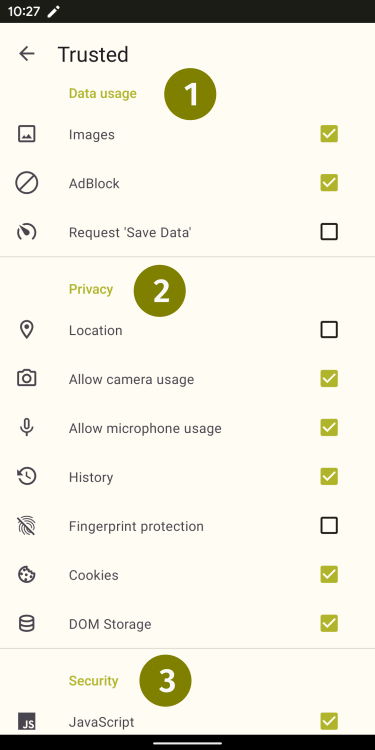 10:27
Trusted
Data usage 1
Images
AdBlock
Request 'Save Data'
Privacy 2
Location
Allow camera usage
Allow microphone usage
History
Fingerprint protection
Cookies
DOM Storage
Security 3
JS JavaScript